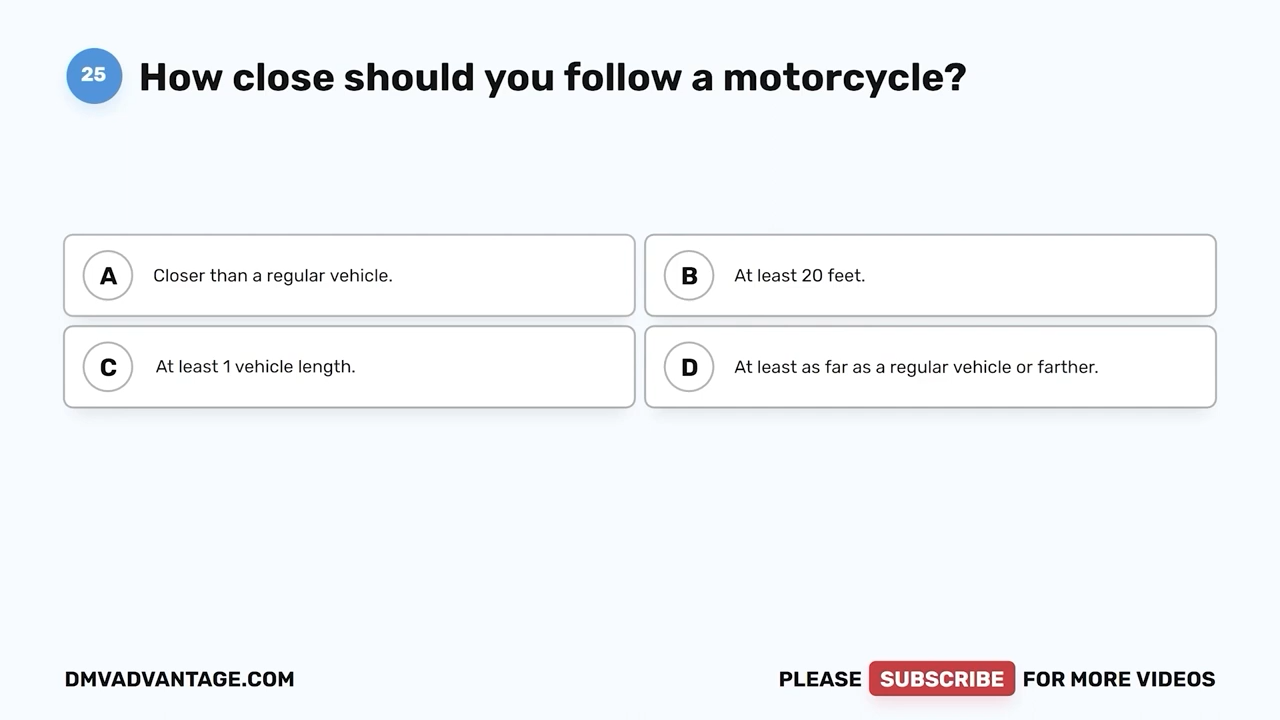 25
How close should you follow a motorcycle?
A
Closer than a regular vehicle.
B
At least 20 feet.
C
At least 1 vehicle length.
D
At least as far as a regular vehicle or farther.
DMVADVANTAGE.COM
PLEASE SUBSCRIBE FOR MORE VIDEOS